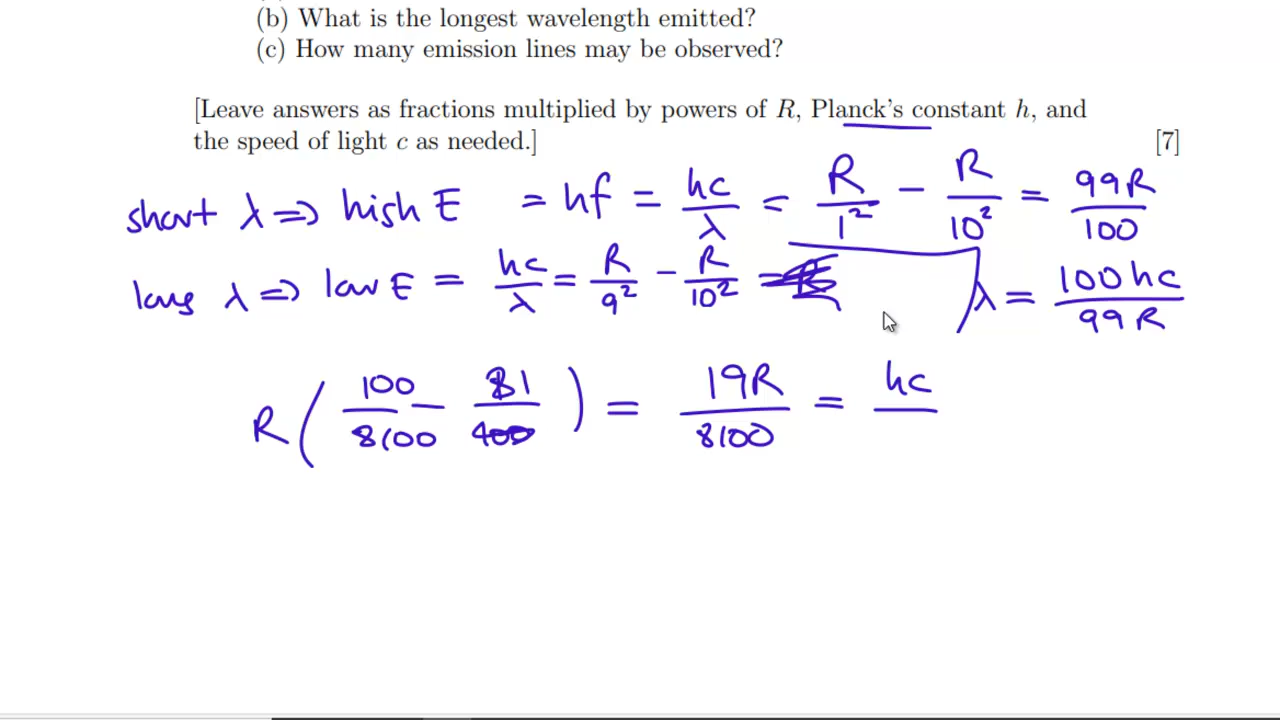 (b) What is the longest wavelength emitted?
(c) How many emission lines may be observed?
[Leave answers as fractions multiplied by powers of R, Planck's constant h, and
the speed of light c as needed.] [7]
short λ => high E = hf = hc/λ = R/1² − R/10² = 99R/100
long λ => low E = hc/λ = R/9² − R/10² =
λ = 100hc/99R
R ( 100/8100 − 81/ ) = 19R/8100 = hc